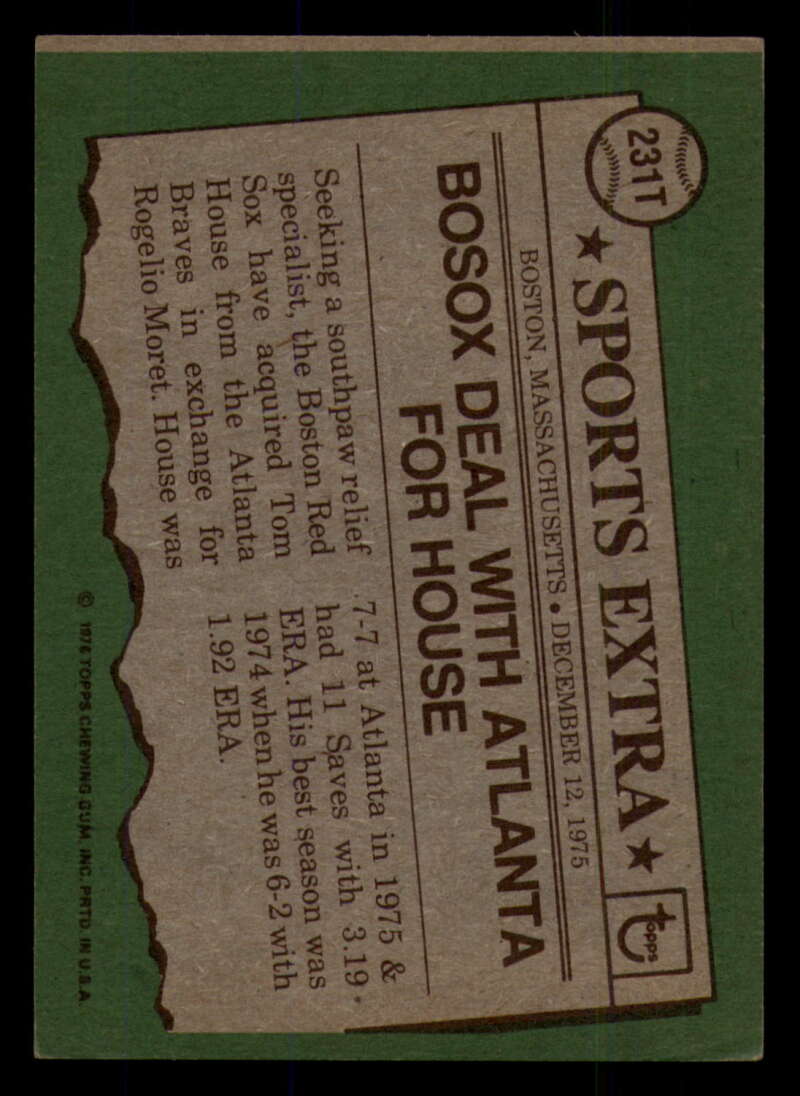 231T
★ SPORTS EXTRA ★
topps
BOSTON, MASSACHUSETTS • DECEMBER 12, 1975
BOSOX DEAL WITH ATLANTA
FOR HOUSE
Seeking a southpaw relief
specialist, the Boston Red
Sox have acquired Tom
House from the Atlanta
Braves in exchange for
Rogelio Moret. House was
7-7 at Atlanta in 1975 &
had 11 Saves with 3.19
ERA. His best season was
1974 when he was 6-2 with
1.92 ERA.
© 1976 TOPPS CHEWING GUM, INC. PRTD. IN U.S.A.